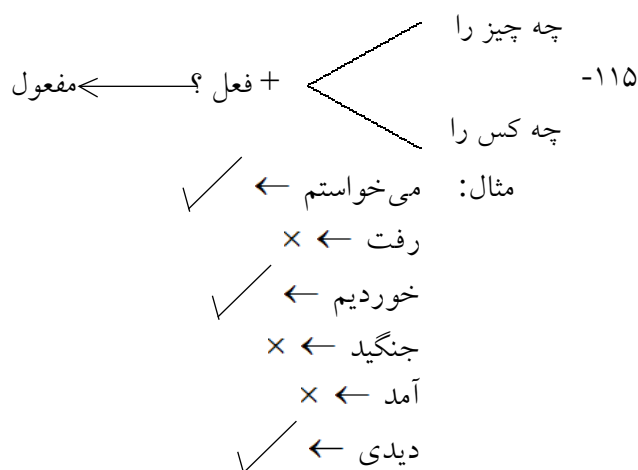 چه چیز را
۱۱۵- + فعل ؟ ← مفعول
چه کس را
مثال: می‌خواستم ← ✓
رفت ← ×
خوردیم ← ✓
جنگید ← ×
آمد ← ×
دیدی ← ✓